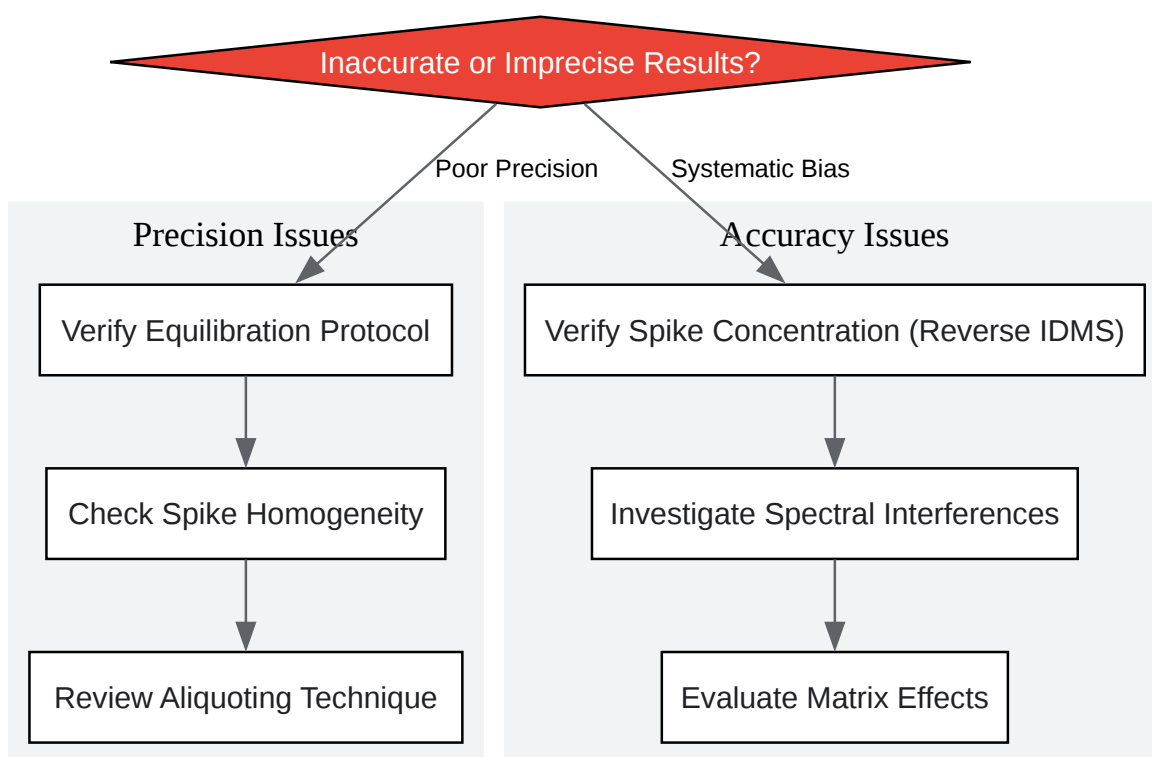 Inaccurate or Imprecise Results?
Poor Precision
Systematic Bias
Precision Issues
Verify Equilibration Protocol
Check Spike Homogeneity
Review Aliquoting Technique
Accuracy Issues
Verify Spike Concentration (Reverse IDMS)
Investigate Spectral Interferences
Evaluate Matrix Effects